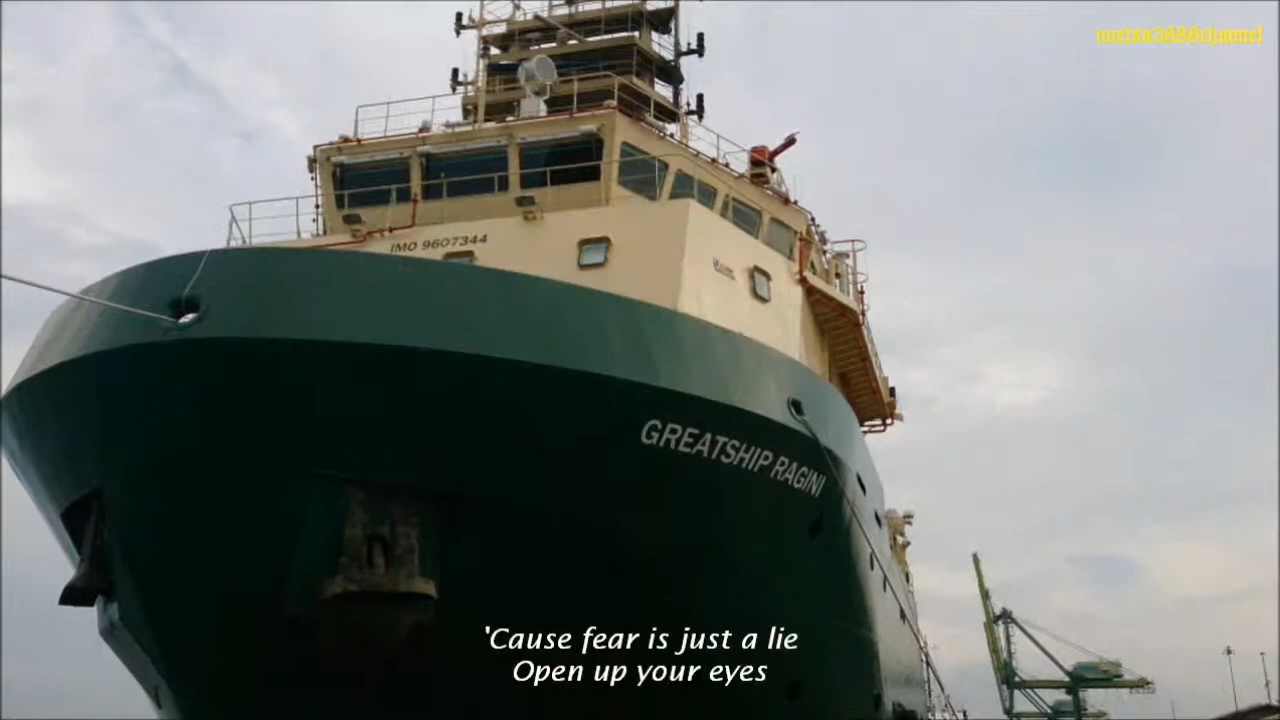 IMO 9607344
GREATSHIP RAGINI
'Cause fear is just a lie
Open up your eyes